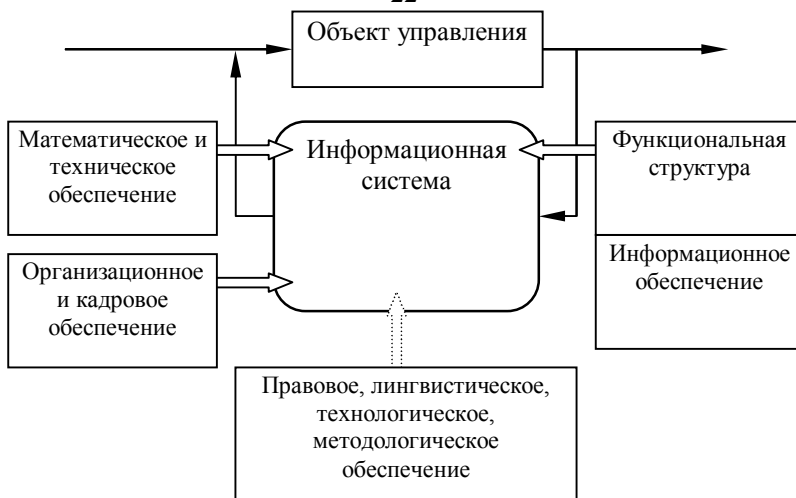 22
Объект управления
Математическое и
техническое
обеспечение
Информационная
система
Функциональная
структура
Организационное
и кадровое
обеспечение
Информационное
обеспечение
Правовое, лингвистическое,
технологическое,
методологическое
обеспечение